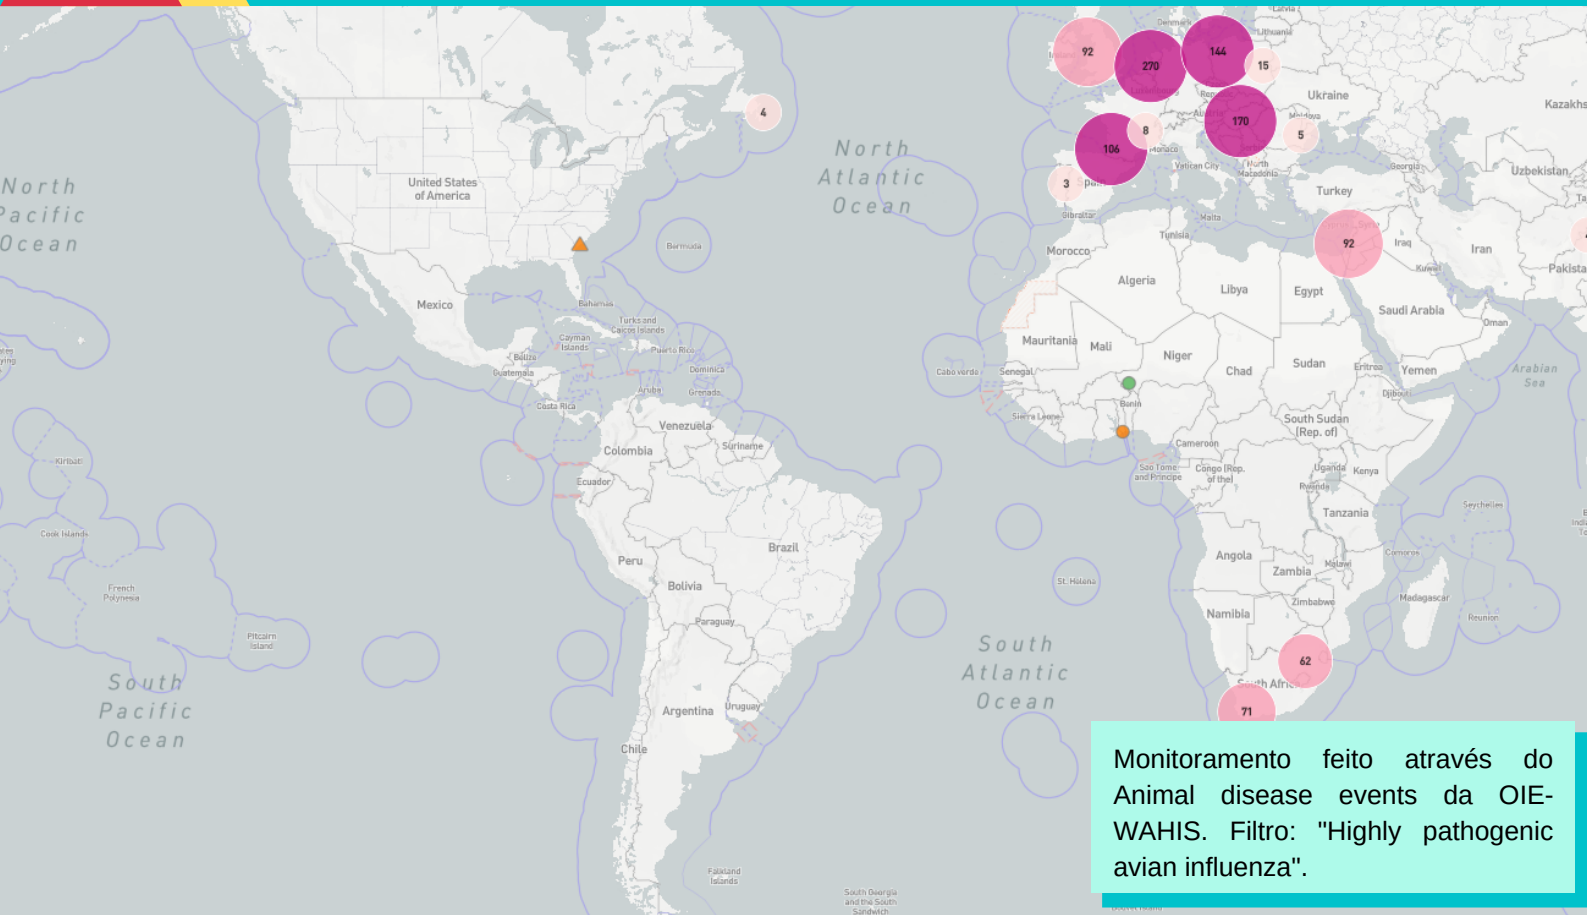 Latvia
Denmark
Lithuania
92
144
270
15
Ukraine
Kazakhs
4
170
Moldova
8
5
106
Monaco
North
Atlantic
Ocean
Vatican City
North
Macedonia
Georgia
Uzbekistan
North
Pacific
Ocean
United States
of America
3
Spain
Turkey
Gibraltar
Malta
Tunisia
Bermuda
92
Iraq
Iran
Morocco
Kuwait
Pakista
Algeria
Libya
Egypt
Saudi Arabia
Mexico
Bahamas
Oman
Turks and
Caicos Islands
Cayman
Islands
Mauritania
Mali
Niger
Chad
Sudan
Eritrea
Yemen
Arabian
Sea
Puerto Rico
Belize
Guatemala
Dominica
Cabo verde
Senegal
Aruba
Grenada
Djibouti
Costa Rica
Benin
Sierra Leone
South Sudan
(Rep. of)
Venezuela
Suriname
Colombia
Cameroon
Kiribati
Ecuador
Sao Tome
and Principe
Congo (Rep.
of the)
Uganda
Kenya
Rwanda
Tanzania
Seychelles
Cook Islands
Brazil
Peru
Angola
Comoros
Malawi
Zambia
French
Polynesia
Bolivia
St. Helena
Madagascar
Zimbabwe
Namibia
Reunion
Paraguay
Pitcairn
Island
South
Atlantic
Ocean
62
South Africa
South
Pacific
Ocean
71
Argentina
Uruguay
Chile
Monitoramento feito através do
Animal disease events da OIE-
WAHIS. Filtro: "Highly pathogenic
avian influenza".
Falkland
Islands
South Georgia
and the South
Sandwich